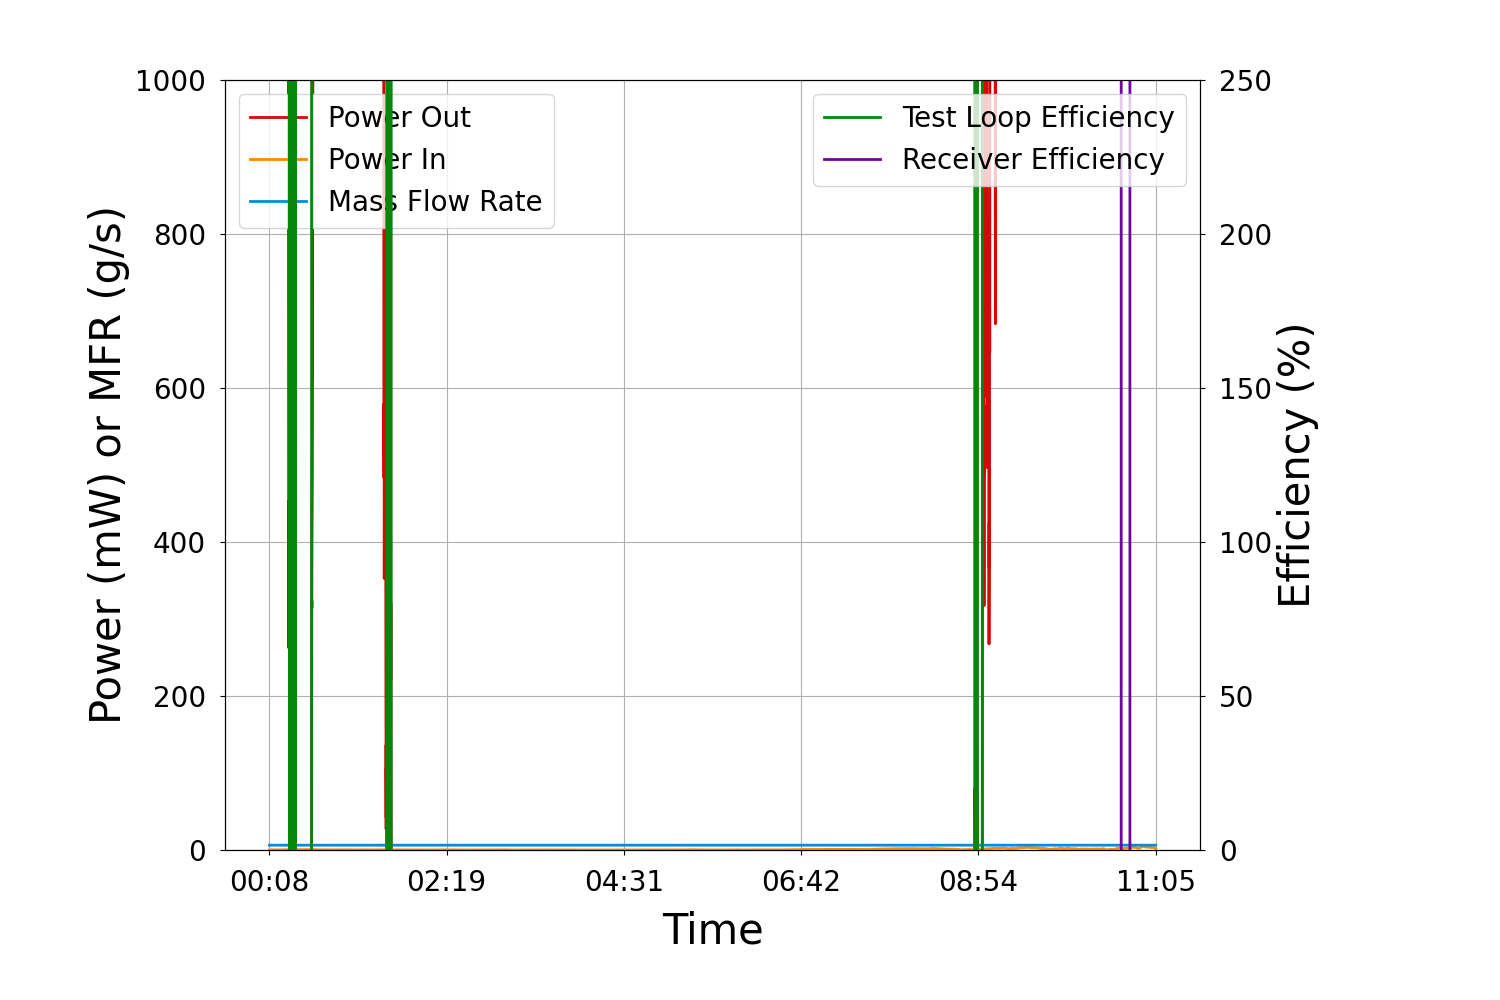 1000
800
600
400
200
0
Power (mW) or MFR (g/s)
Power Out
Power In
Mass Flow Rate
Test Loop Efficiency
Receiver Efficiency
250
200
150
100
50
0
Efficiency (%)
00:08 02:19 04:31 06:42 08:54 11:05
Time